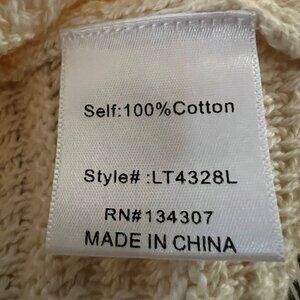 Self:100%Cotton
Style# :LT4328L
RN#134307
MADE IN CHINA